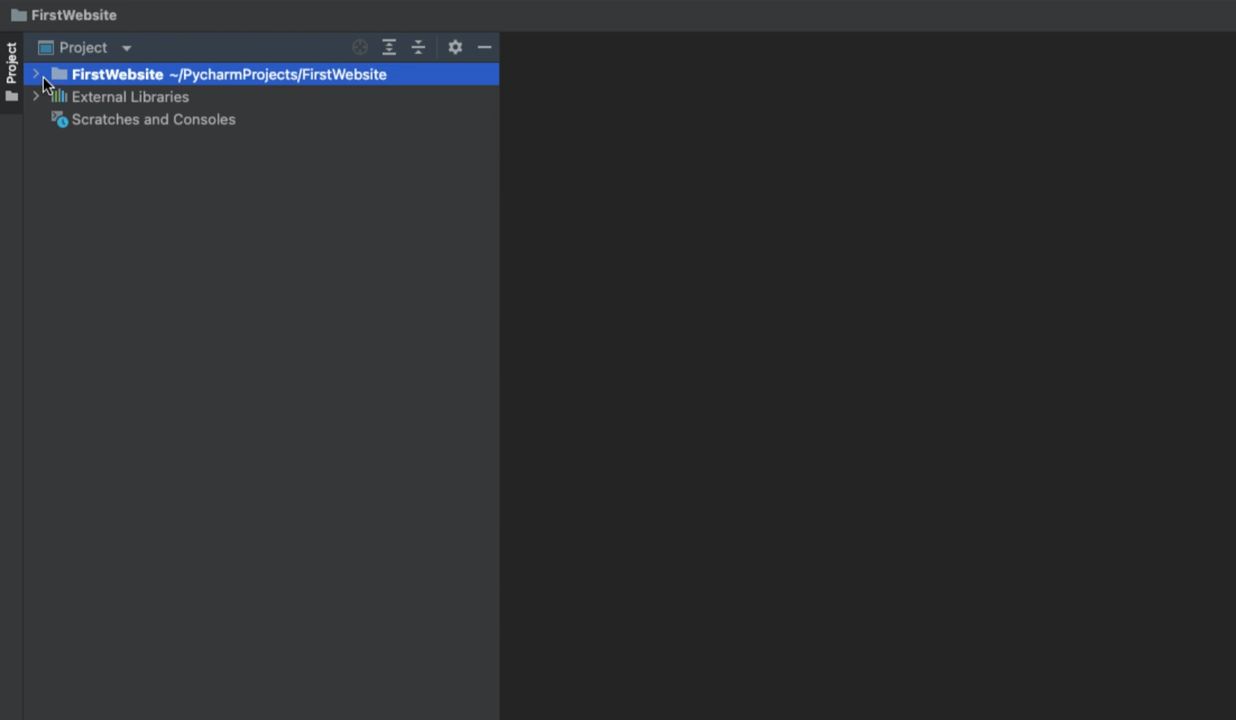 FirstWebsite
Project
Project
FirstWebsite ~/PycharmProjects/FirstWebsite
External Libraries
Scratches and Consoles